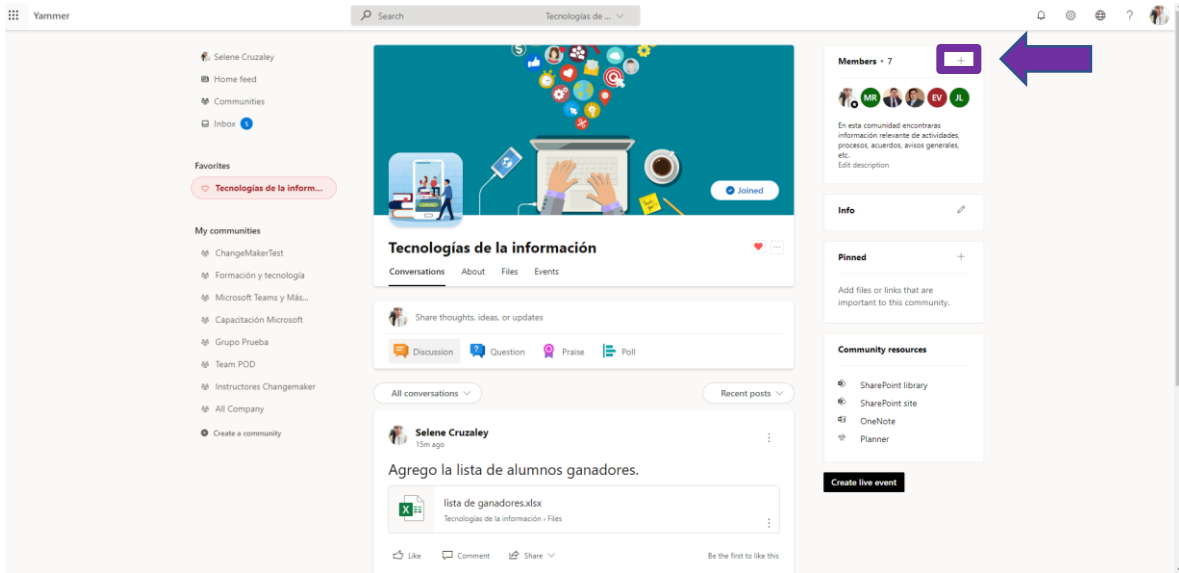 Yammer
Search
Tecnologías de ...
?
Selene Cruzaley
Home feed
Communities
Inbox 5
Favorites
Tecnologías de la inform...
My communities
ChangeMakerTest
Formación y tecnología
Microsoft Teams y Más...
Capacitación Microsoft
Grupo Prueba
Team POD
Instructores Changemaker
All Company
Create a community
Joined
Tecnologías de la información
Conversations About Files Events
Share thoughts, ideas, or updates
Discussion Question Praise Poll
All conversations Recent posts
Selene Cruzaley
15m ago
Agrego la lista de alumnos ganadores.
lista de ganadores.xlsx
Tecnologías de la información › Files
Like Comment Share Be the first to like this
Members · 7 +
MR EV JL
En esta comunidad encontraras
información relevante de actividades,
procesos, acuerdos, avisos generales,
etc.
Edit description
Info
Pinned +
Add files or links that are
important to this community.
Community resources
SharePoint library
SharePoint site
OneNote
Planner
Create live event